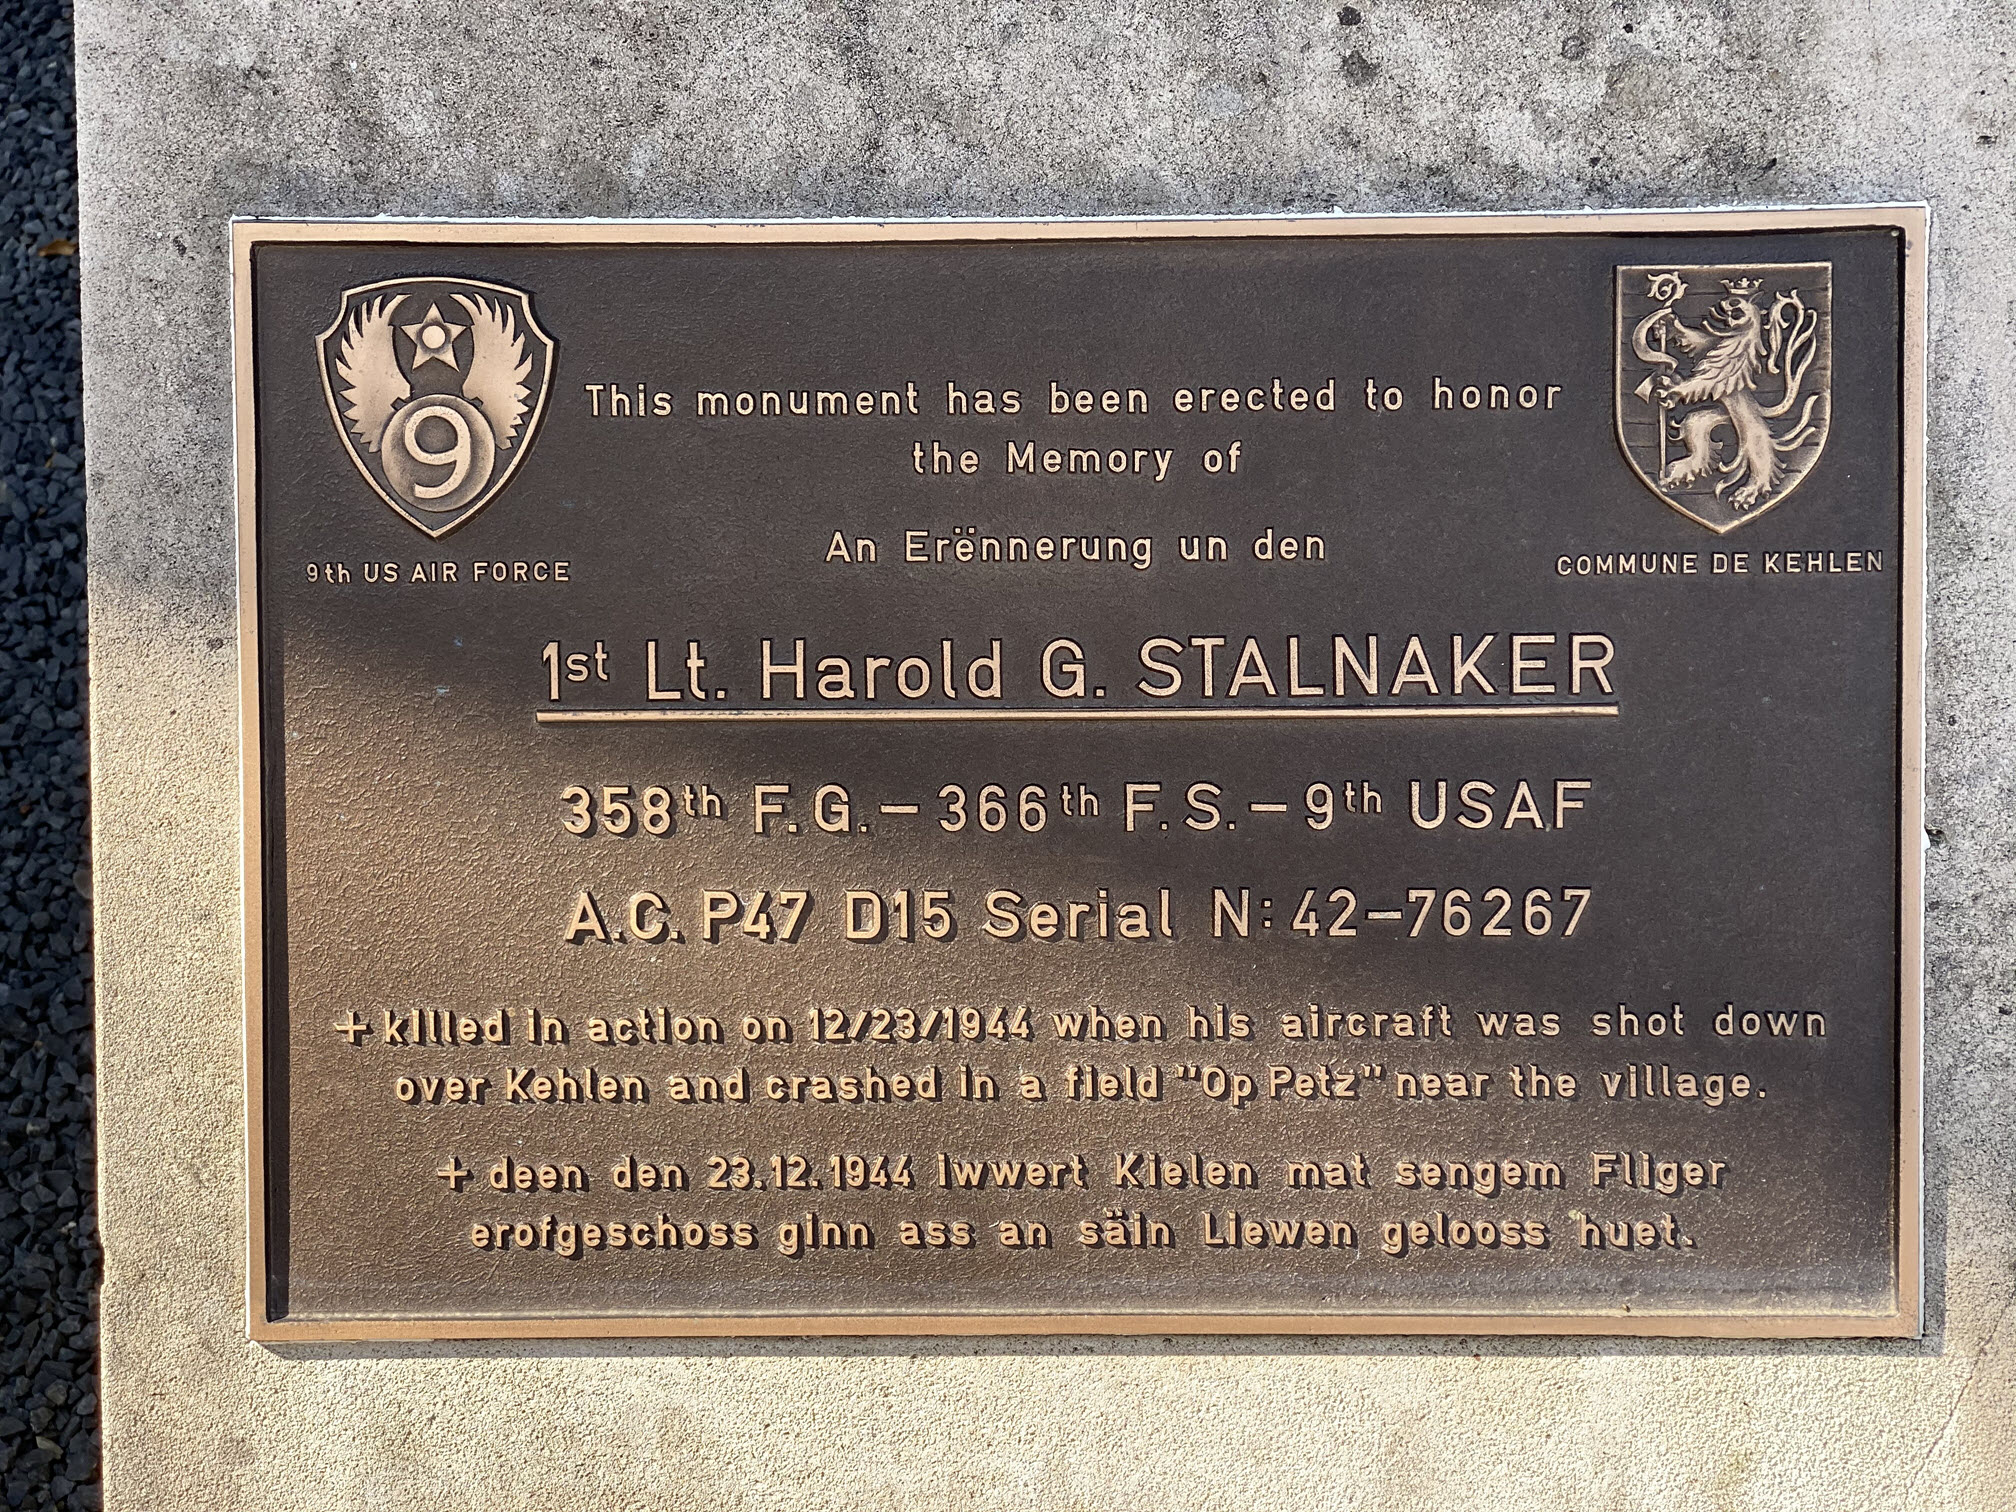 9
9th US AIR FORCE
This monument has been erected to honor
the Memory of
An Erënnerung un den
COMMUNE DE KEHLEN
1st Lt. Harold G. STALNAKER
358th F.G.–366th F.S.–9th USAF
A.C. P47 D15 Serial N: 42–76267
+ killed in action on 12/23/1944 when his aircraft was shot down
over Kehlen and crashed in a field "Op Petz" near the village.
+ deen den 23.12.1944 iwwert Kielen mat sengem Fliger
erofgeschoss ginn ass an säin Liewen gelooss huet.